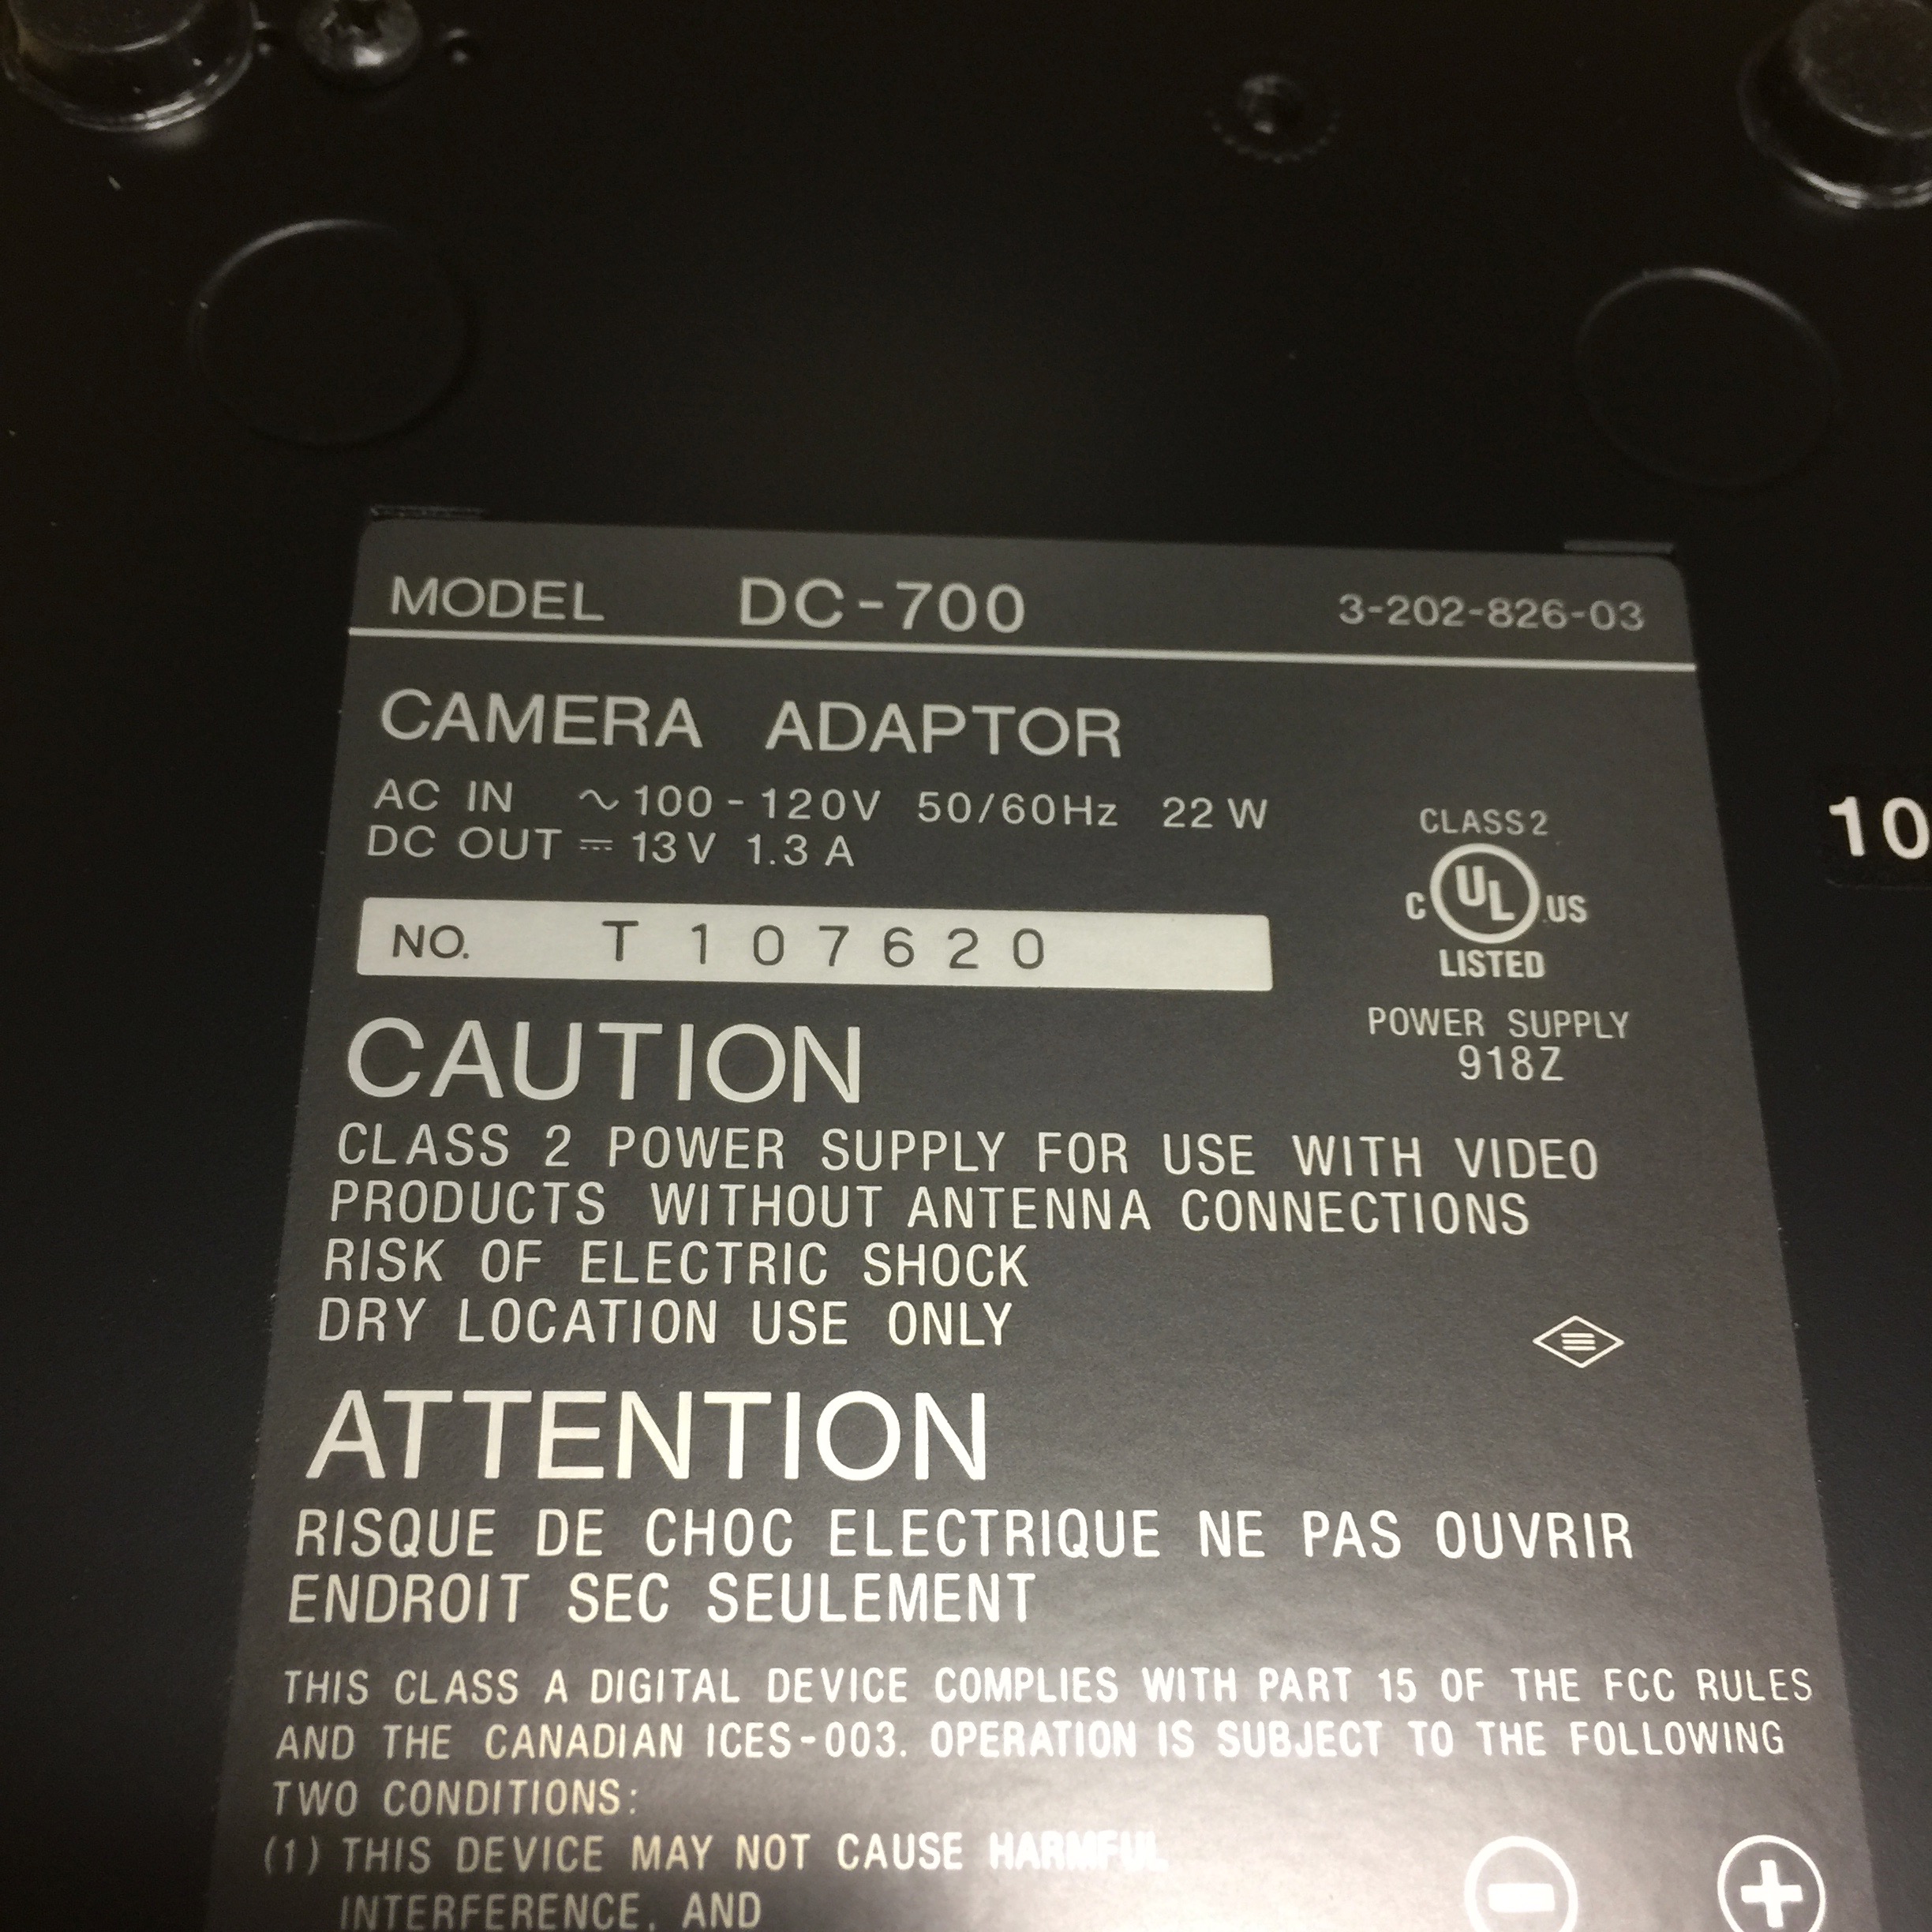 MODEL DC-700 3-202-826-03
CAMERA ADAPTOR
AC IN ~100-120V 50/60Hz 22W
DC OUT ⎓ 13V 1.3A
NO. T107620
CLASS 2
C UL US
LISTED
POWER SUPPLY
918Z
10
CAUTION
CLASS 2 POWER SUPPLY FOR USE WITH VIDEO
PRODUCTS WITHOUT ANTENNA CONNECTIONS
RISK OF ELECTRIC SHOCK
DRY LOCATION USE ONLY
ATTENTION
RISQUE DE CHOC ELECTRIQUE NE PAS OUVRIR
ENDROIT SEC SEULEMENT
THIS CLASS A DIGITAL DEVICE COMPLIES WITH PART 15 OF THE FCC RULES
AND THE CANADIAN ICES-003. OPERATION IS SUBJECT TO THE FOLLOWING
TWO CONDITIONS:
(1) THIS DEVICE MAY NOT CAUSE HARMFUL
INTERFERENCE, AND